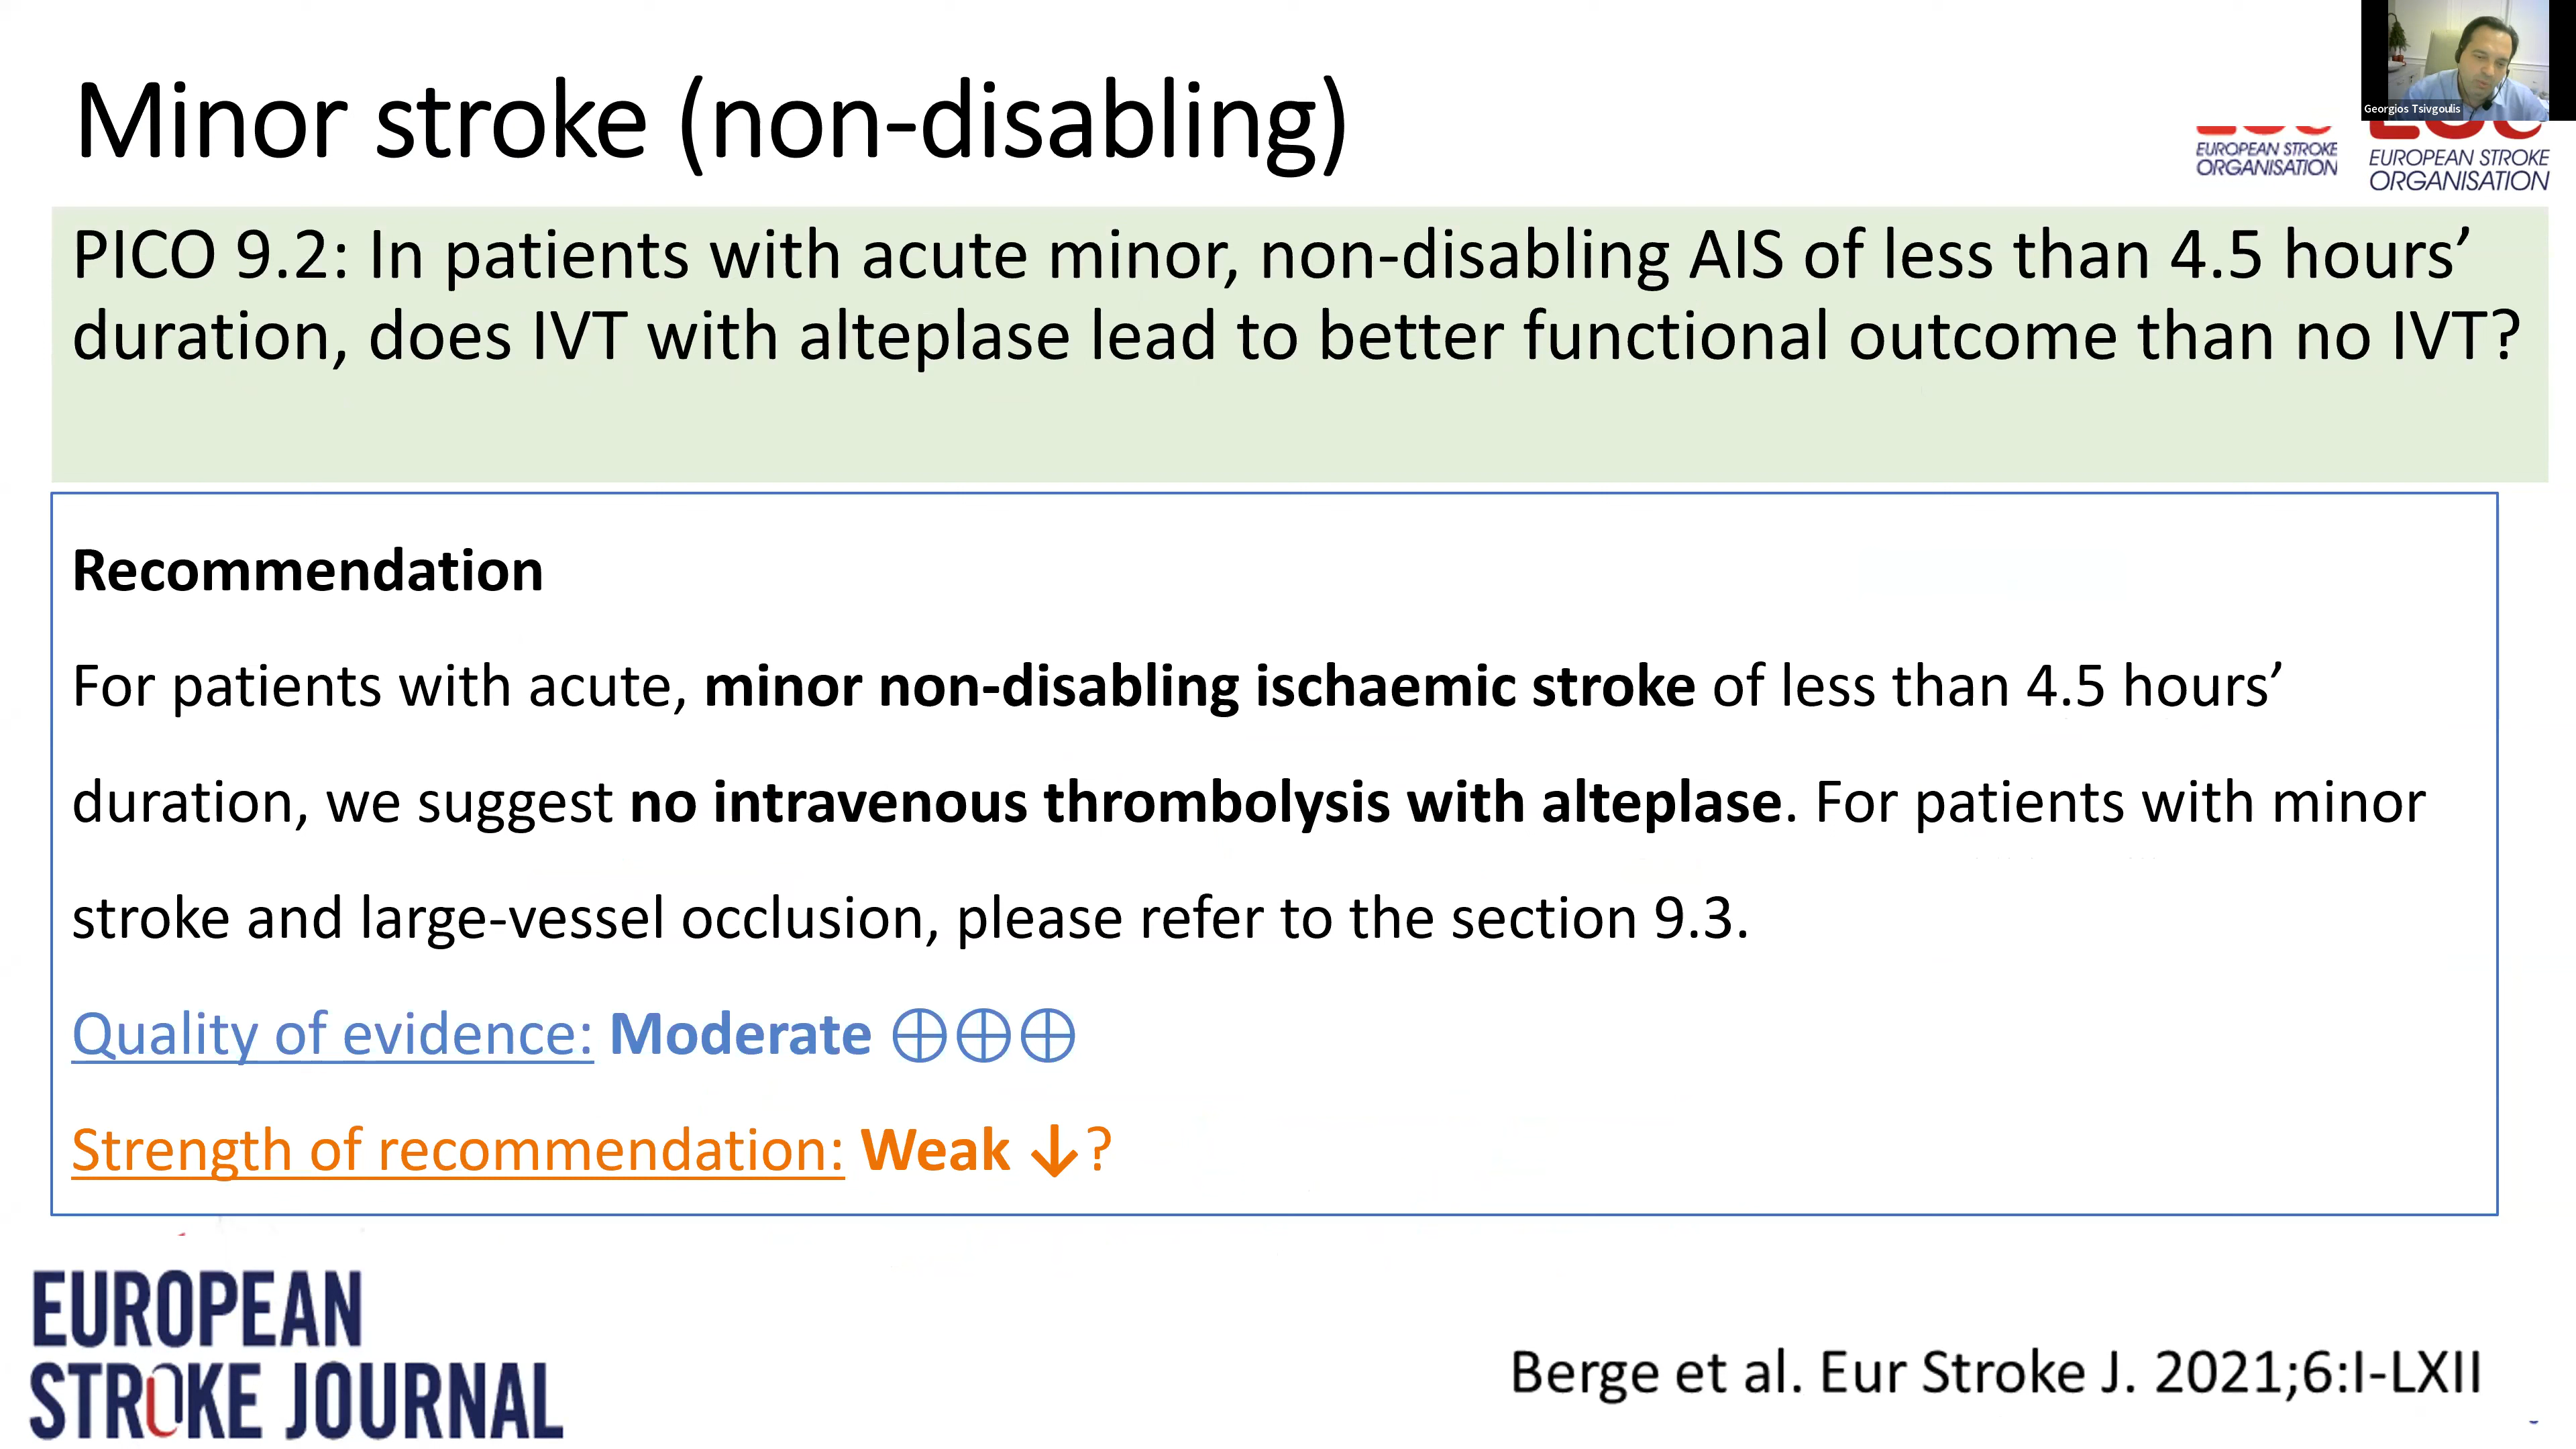 Minor stroke (non-disabling)
Georgios Tsivgoulis
EUROPEAN STROKE
ORGANISATION
EUROPEAN STROKE
ORGANISATION
PICO 9.2: In patients with acute minor, non-disabling AIS of less than 4.5 hours’
duration, does IVT with alteplase lead to better functional outcome than no IVT?
Recommendation
For patients with acute, minor non-disabling ischaemic stroke of less than 4.5 hours’
duration, we suggest no intravenous thrombolysis with alteplase. For patients with minor
stroke and large-vessel occlusion, please refer to the section 9.3.
Quality of evidence: Moderate ⊕⊕⊕
Strength of recommendation: Weak ↓?
EUROPEAN
STROKE JOURNAL
Berge et al. Eur Stroke J. 2021;6:I-LXII